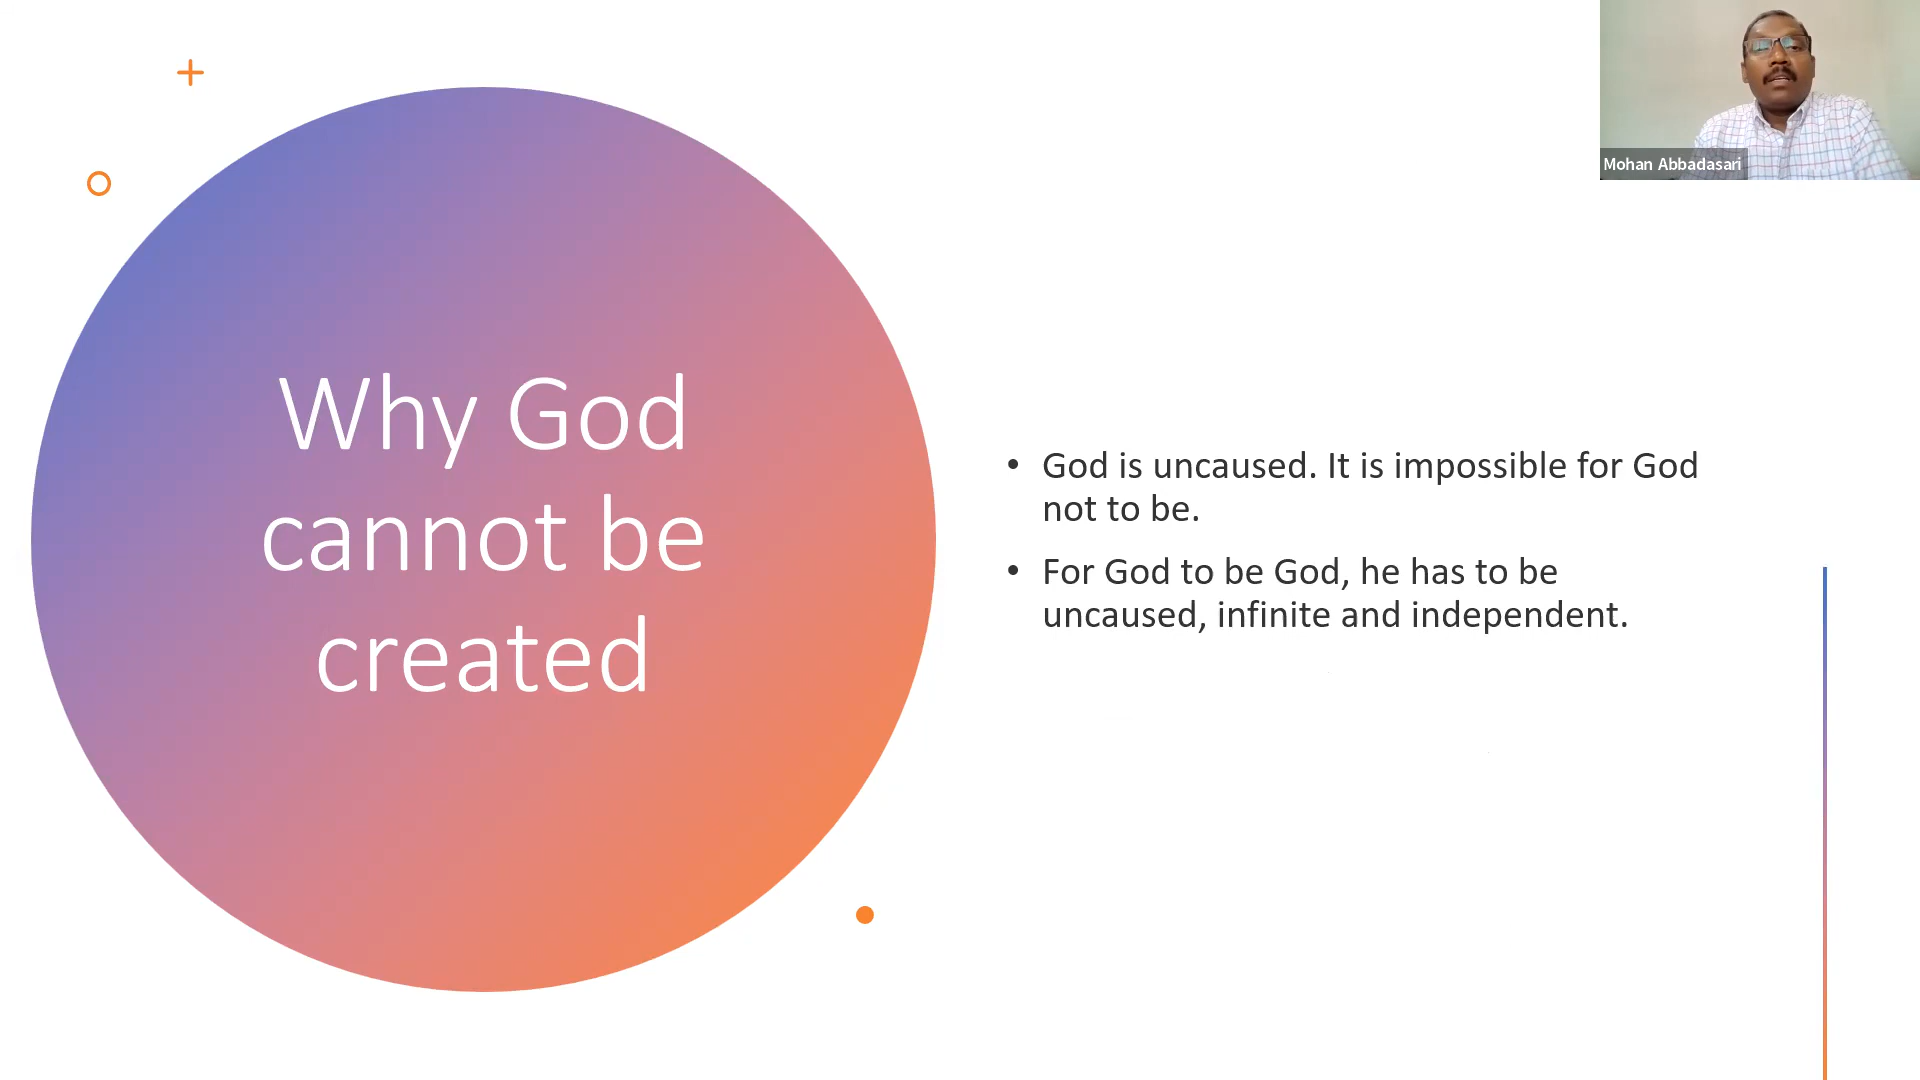 Why God
cannot be
created
• God is uncaused. It is impossible for God
not to be.
• For God to be God, he has to be
uncaused, infinite and independent.
Mohan Abbadasari